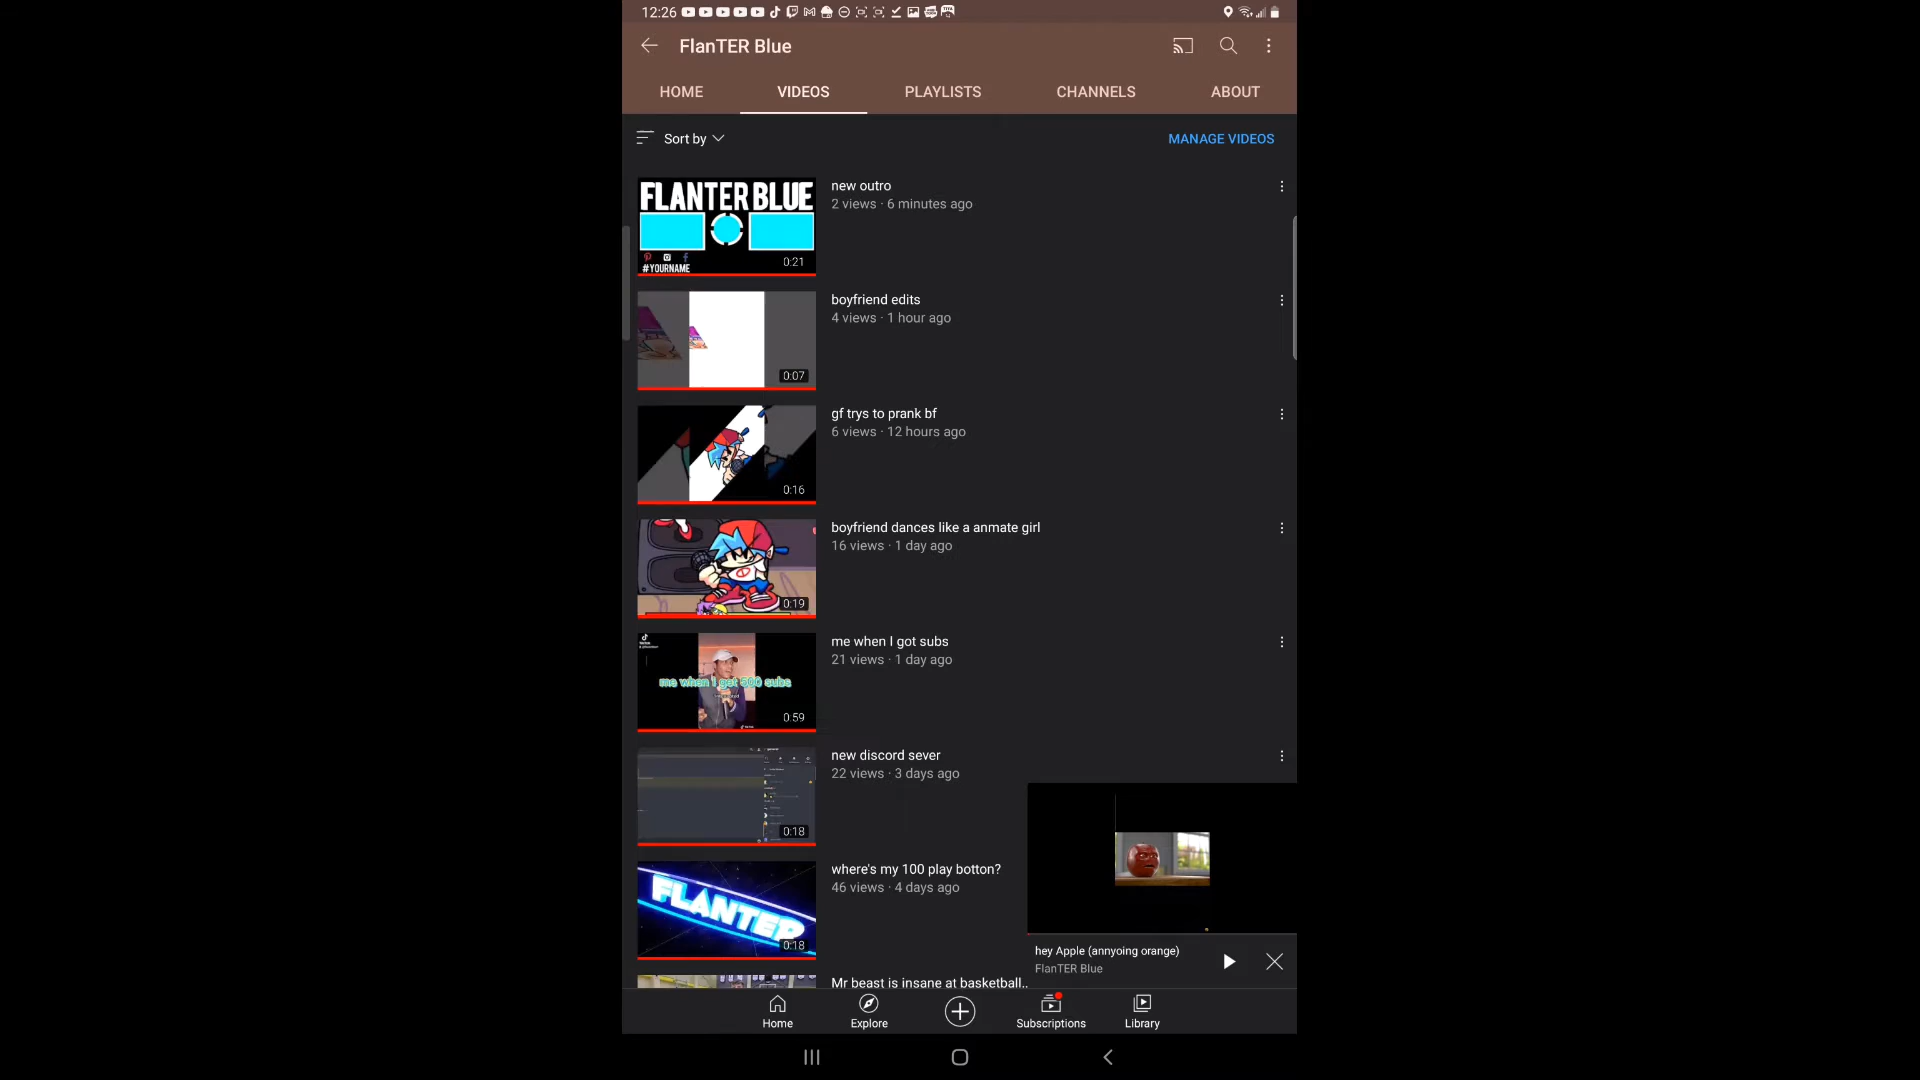 12:26
FlanTER Blue
HOME
VIDEOS
PLAYLISTS
CHANNELS
ABOUT
Sort by
MANAGE VIDEOS
FLANTER BLUE
#YOURNAME
0:21
new outro
2 views · 6 minutes ago
0:07
boyfriend edits
4 views · 1 hour ago
0:16
gf trys to prank bf
6 views · 12 hours ago
0:19
boyfriend dances like a anmate girl
16 views · 1 day ago
me when I got 500 subs
0:59
me when I got subs
21 views · 1 day ago
0:18
new discord sever
22 views · 3 days ago
FLANTER
0:18
where's my 100 play botton?
46 views · 4 days ago
Mr beast is insane at basketball..
hey Apple (annyoing orange)
FlanTER Blue
Home
Explore
Subscriptions
Library